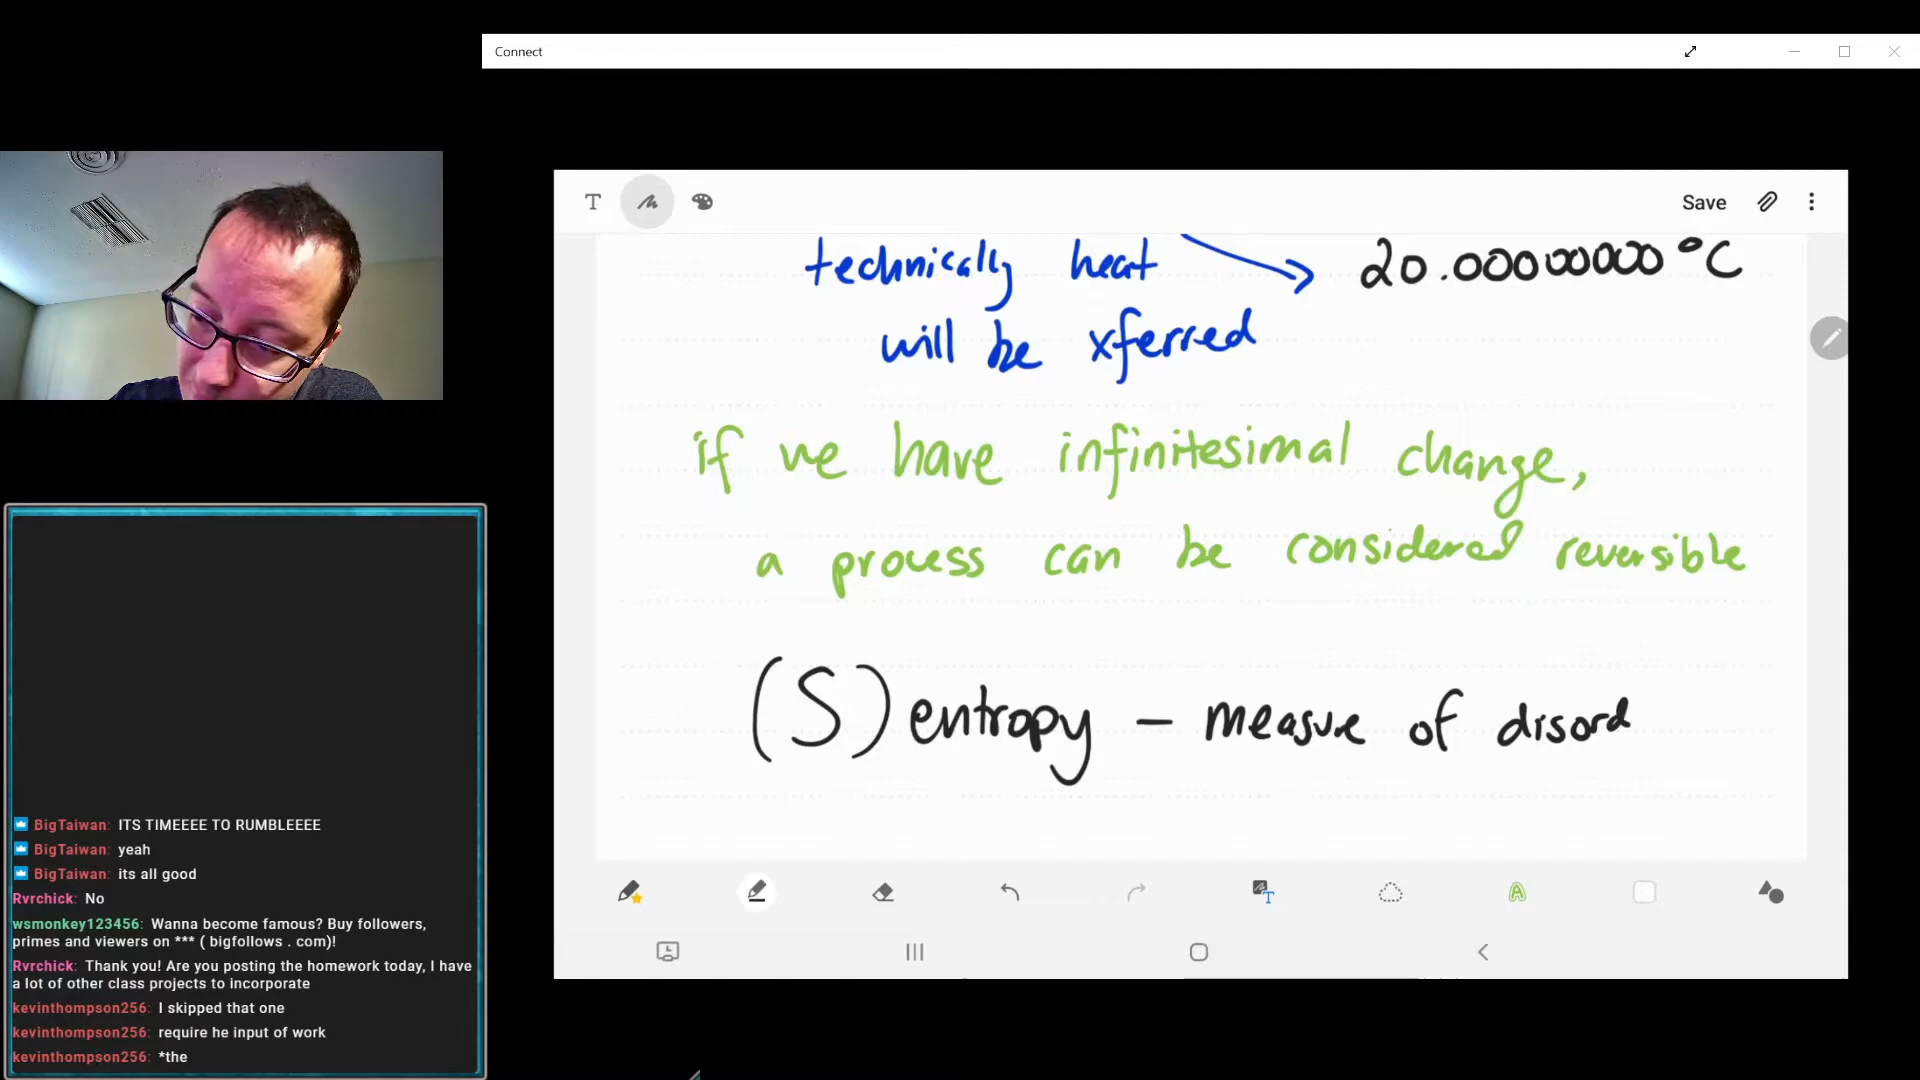 Connect
T
Save
technically heat
20.00000000 °C
will be xferred
if we have infinitesimal change,
a process can be considered reversible
(S) entropy – measure of disord
T
A
BigTaiwan: ITS TIMEEEE TO RUMBLEEEE
BigTaiwan: yeah
BigTaiwan: its all good
Rvrchick: No
wsmonkey123456: Wanna become famous? Buy followers,
primes and viewers on *** ( bigfollows . com)!
Rvrchick: Thank you! Are you posting the homework today, I have
a lot of other class projects to incorporate
kevinthompson256: I skipped that one
kevinthompson256: require he input of work
kevinthompson256: *the